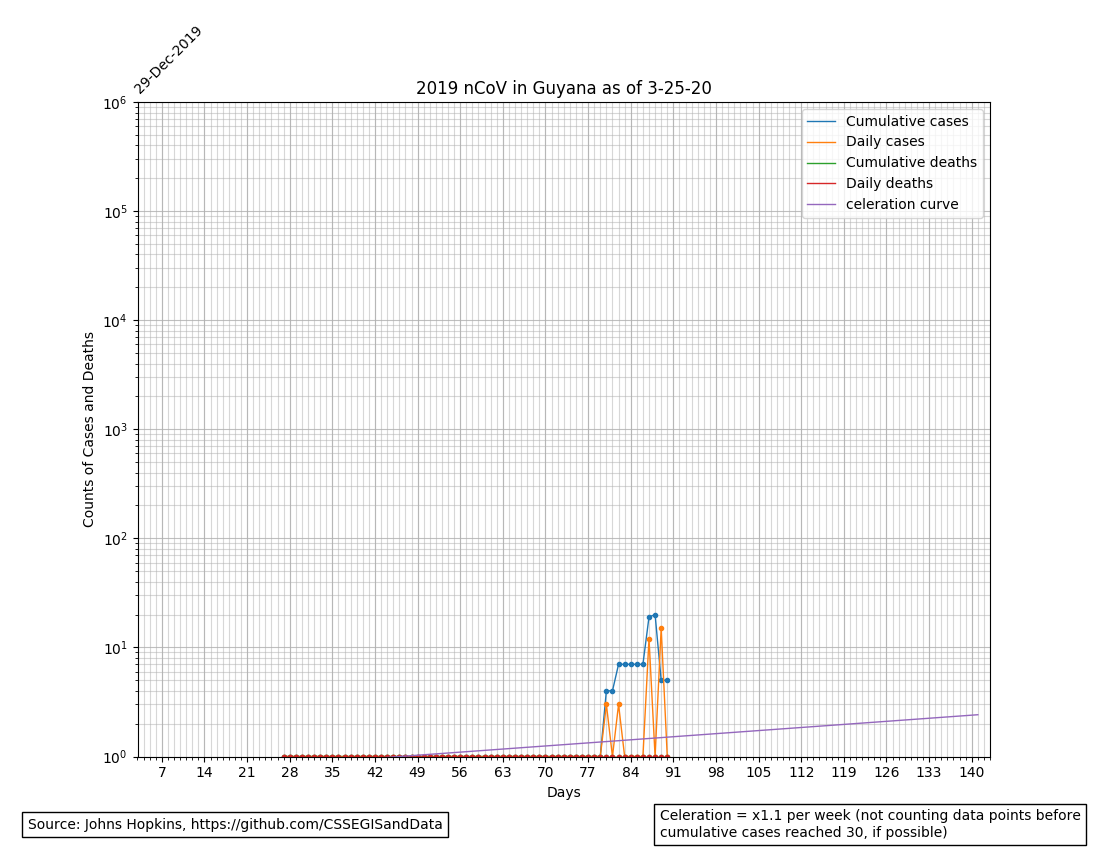 29-Dec-2019
2019 nCoV in Guyana as of 3-25-20
10^6
10^5
10^4
10^3
10^2
10^1
10^0
Counts of Cases and Deaths
Cumulative cases
Daily cases
Cumulative deaths
Daily deaths
celeration curve
7 14 21 28 35 42 49 56 63 70 77 84 91 98 105 112 119 126 133 140
Days
Source: Johns Hopkins, https://github.com/CSSEGISandData
Celeration = x1.1 per week (not counting data points before
cumulative cases reached 30, if possible)